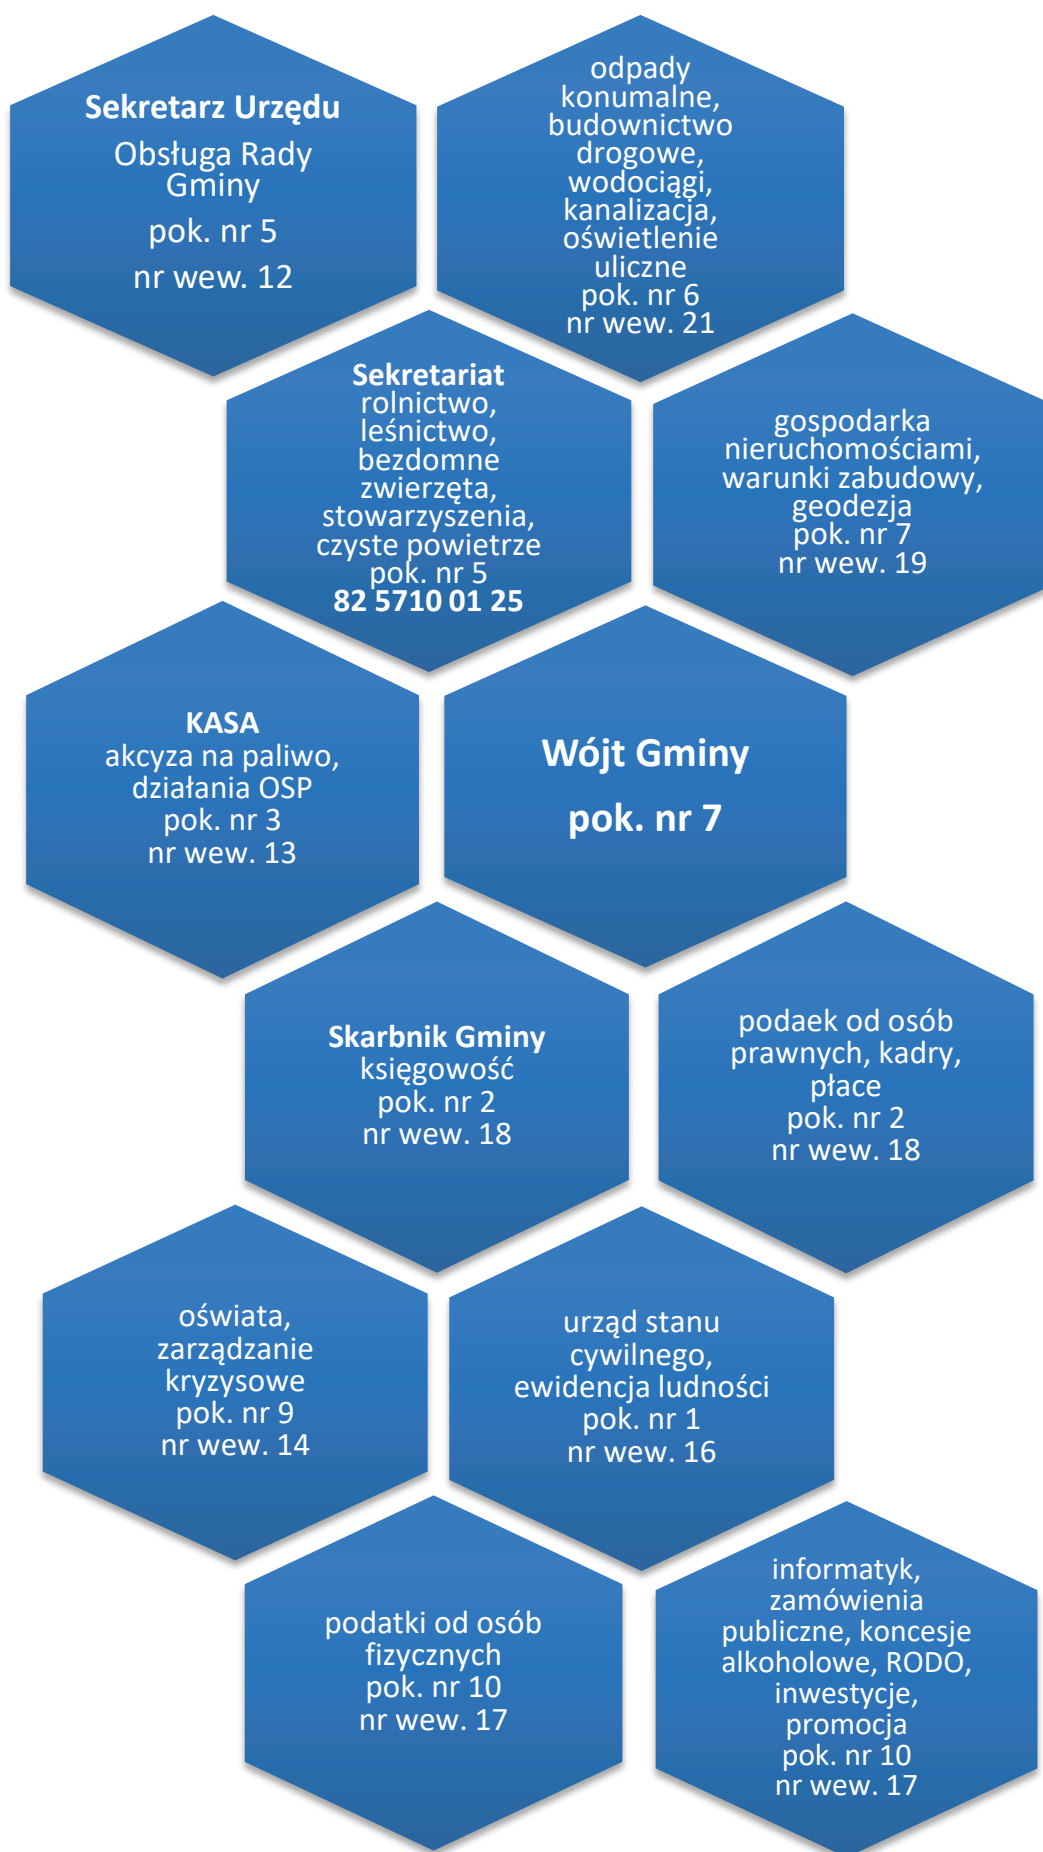 Sekretarz Urzędu
Obsługa Rady
Gminy
pok. nr 5
nr wew. 12
odpady
konumalne,
budownictwo
drogowe,
wodociągi,
kanalizacja,
oświetlenie
uliczne
pok. nr 6
nr wew. 21
Sekretariat
rolnictwo,
leśnictwo,
bezdomne
zwierzęta,
stowarzyszenia,
czyste powietrze
pok. nr 5
82 5710 01 25
gospodarka
nieruchomościami,
warunki zabudowy,
geodezja
pok. nr 7
nr wew. 19
KASA
akcyza na paliwo,
działania OSP
pok. nr 3
nr wew. 13
Wójt Gminy
pok. nr 7
Skarbnik Gminy
księgowość
pok. nr 2
nr wew. 18
podaek od osób
prawnych, kadry,
płace
pok. nr 2
nr wew. 18
oświata,
zarządzanie
kryzysowe
pok. nr 9
nr wew. 14
urząd stanu
cywilnego,
ewidencja ludności
pok. nr 1
nr wew. 16
podatki od osób
fizycznych
pok. nr 10
nr wew. 17
informatyk,
zamówienia
publiczne, koncesje
alkoholowe, RODO,
inwestycje,
promocja
pok. nr 10
nr wew. 17